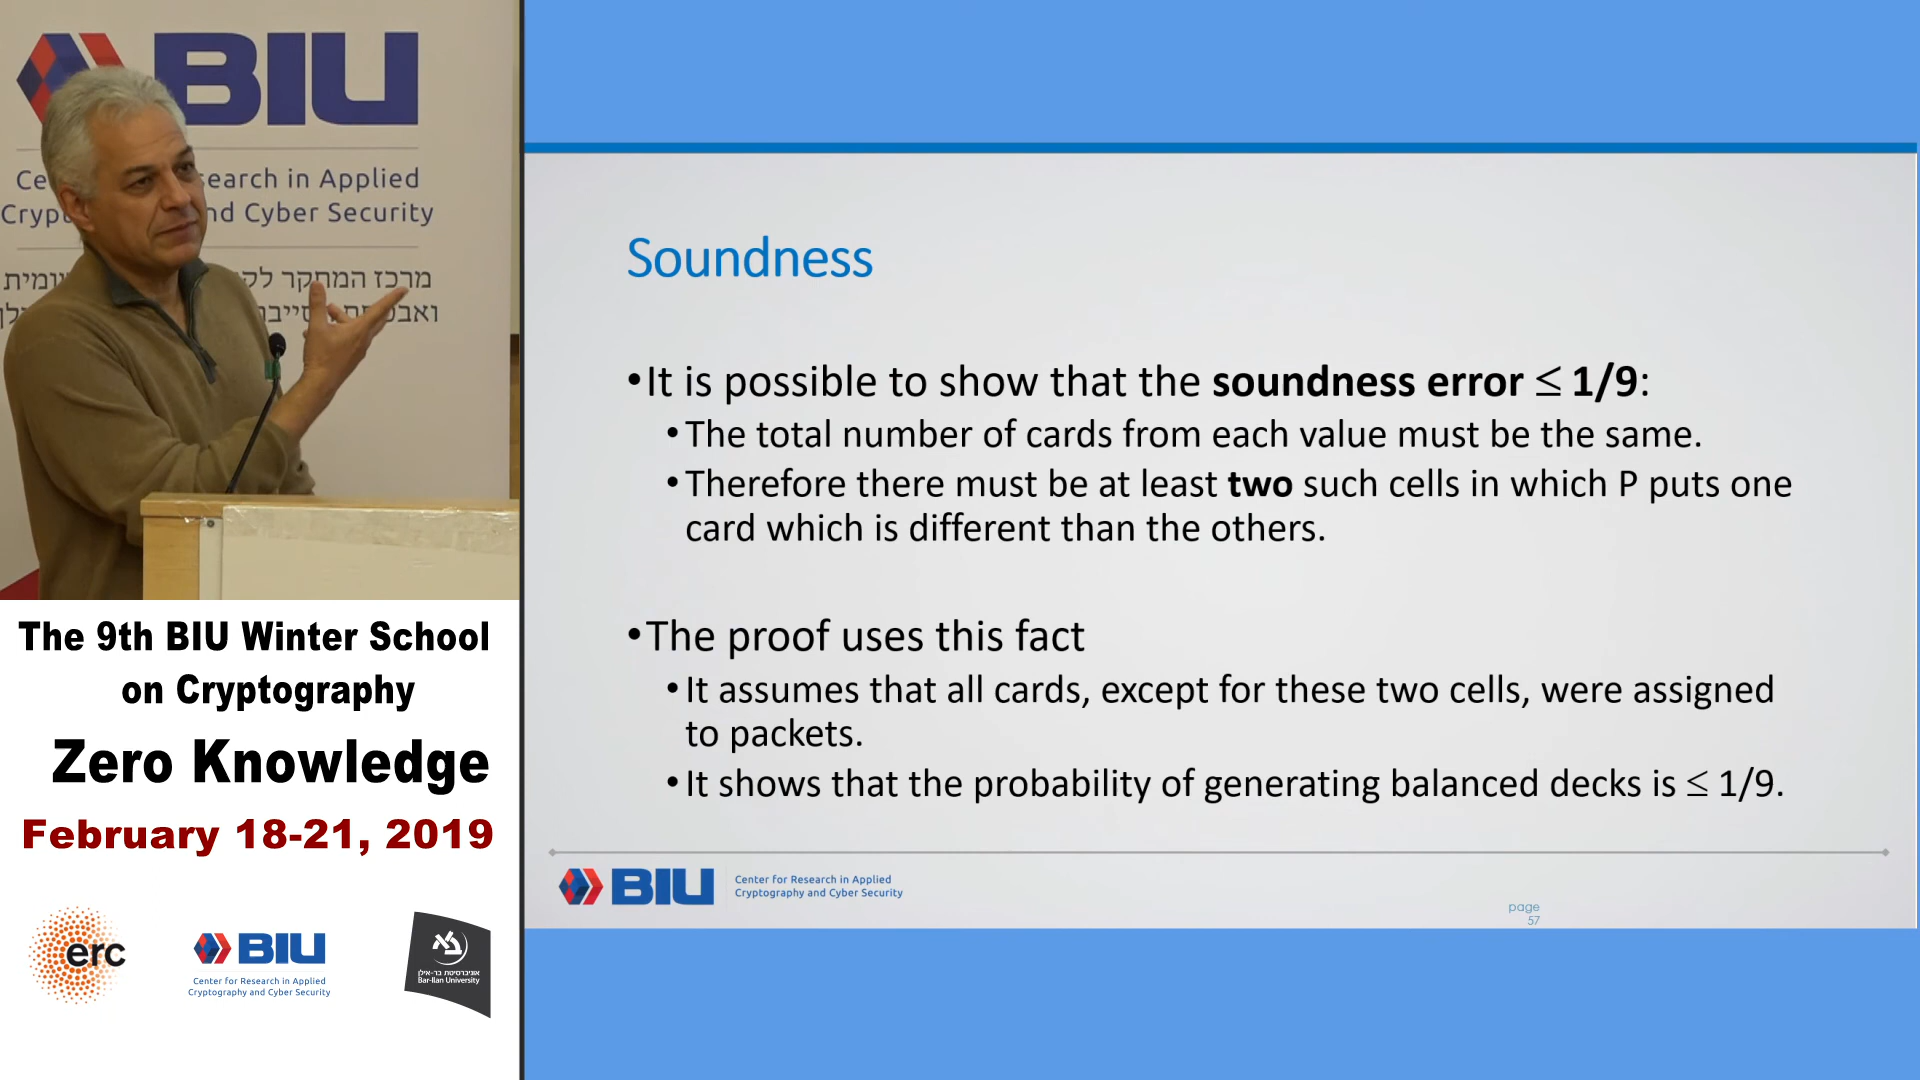 BIU
Ce earch in Applied
Crypt nd Cyber Security
מרכז המחקר לק
The 9th BIU Winter School
on Cryptography
Zero Knowledge
February 18-21, 2019
erc
BIU
Center for Research in Applied
Cryptography and Cyber Security
אוניברסיטת בר-אילן
Bar-Ilan University
Soundness
•It is possible to show that the soundness error ≤ 1/9:
•The total number of cards from each value must be the same.
•Therefore there must be at least two such cells in which P puts one
card which is different than the others.
•The proof uses this fact
•It assumes that all cards, except for these two cells, were assigned
to packets.
•It shows that the probability of generating balanced decks is ≤ 1/9.
BIU
Center for Research in Applied
Cryptography and Cyber Security
page
57